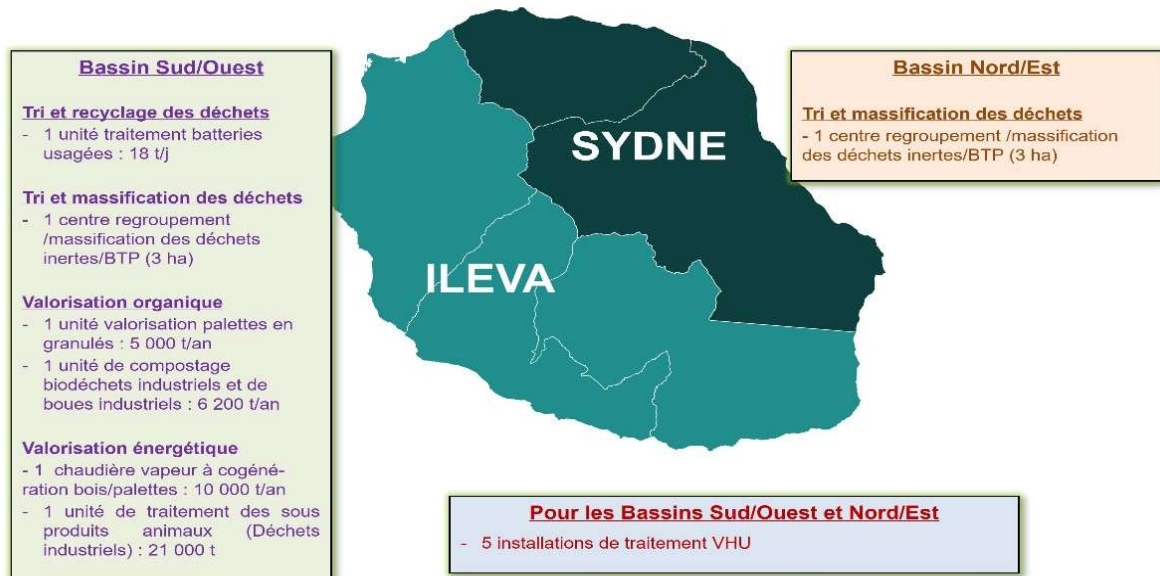 Bassin Sud/Ouest
Tri et recyclage des déchets
- 1 unité traitement batteries
usagées : 18 t/j
Tri et massification des déchets
- 1 centre regroupement
/massification des déchets
inertes/BTP (3 ha)
Valorisation organique
- 1 unité valorisation palettes en
granulés : 5 000 t/an
- 1 unité de compostage
biodéchets industriels et de
boues industriels : 6 200 t/an
Valorisation énergétique
- 1 chaudière vapeur à cogéné-
ration bois/palettes : 10 000 t/an
- 1 unité de traitement des sous
produits animaux (Déchets
industriels) : 21 000 t
SYDNE
ILEVA
Bassin Nord/Est
Tri et massification des déchets
- 1 centre regroupement /massification
des déchets inertes/BTP (3 ha)
Pour les Bassins Sud/Ouest et Nord/Est
- 5 installations de traitement VHU